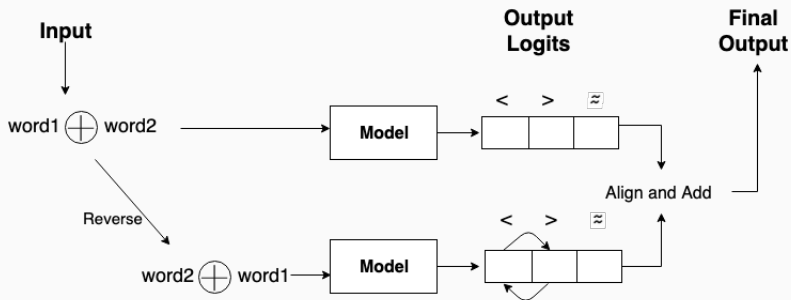 Input
Output
Logits
Final
Output
< > ≈
word1 ⊕ word2
Model
Align and Add
Reverse
< > ≈
word2 ⊕ word1
Model